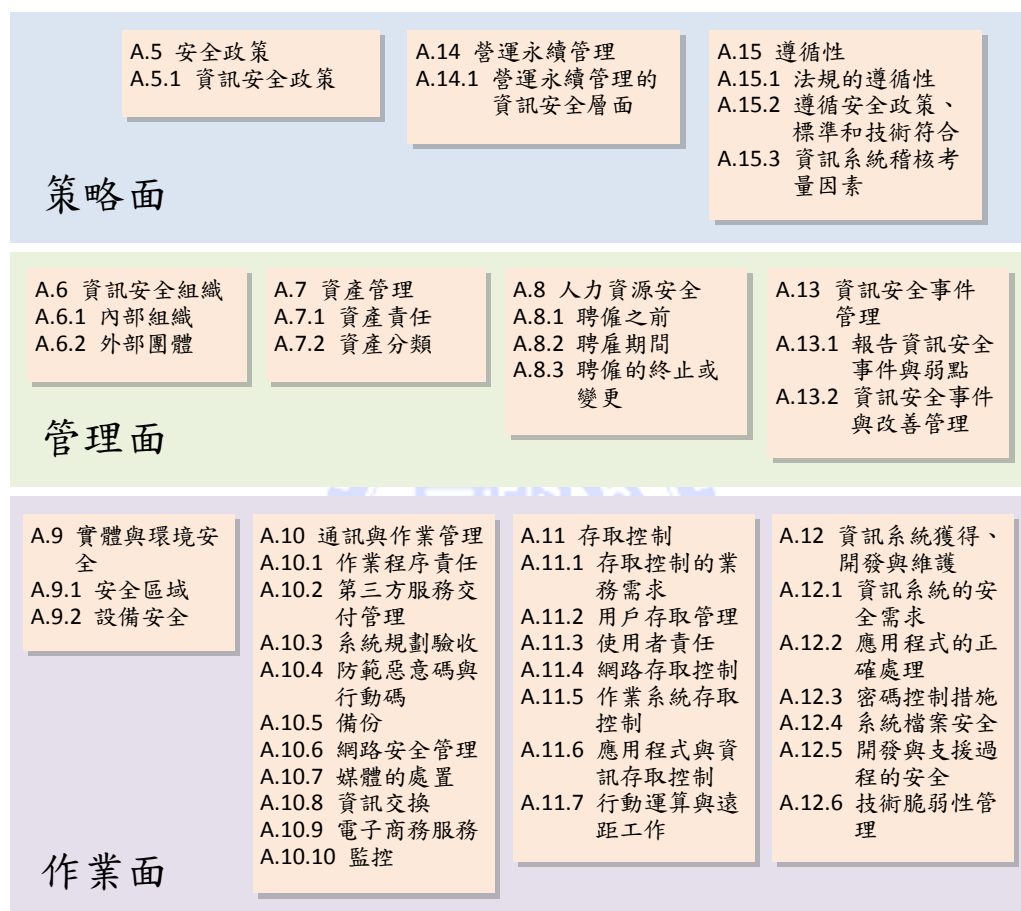 A.5 安全政策
A.5.1 資訊安全政策
A.14 營運永續管理
A.14.1 營運永續管理的
資訊安全層面
A.15 遵循性
A.15.1 法規的遵循性
A.15.2 遵循安全政策、
標準和技術符合
A.15.3 資訊系統稽核考
量因素
策略面
A.6 資訊安全組織
A.6.1 內部組織
A.6.2 外部團體
A.7 資產管理
A.7.1 資產責任
A.7.2 資產分類
A.8 人力資源安全
A.8.1 聘僱之前
A.8.2 聘雇期間
A.8.3 聘僱的終止或
變更
A.13 資訊安全事件
管理
A.13.1 報告資訊安全
事件與弱點
A.13.2 資訊安全事件
與改善管理
管理面
A.9 實體與環境安
全
A.9.1 安全區域
A.9.2 設備安全
A.10 通訊與作業管理
A.10.1 作業程序責任
A.10.2 第三方服務交
付管理
A.10.3 系統規劃驗收
A.10.4 防範惡意碼與
行動碼
A.10.5 備份
A.10.6 網路安全管理
A.10.7 媒體的處置
A.10.8 資訊交換
A.10.9 電子商務服務
A.10.10 監控
A.11 存取控制
A.11.1 存取控制的業
務需求
A.11.2 用戶存取管理
A.11.3 使用者責任
A.11.4 網路存取控制
A.11.5 作業系統存取
控制
A.11.6 應用程式與資
訊存取控制
A.11.7 行動運算與遠
距工作
A.12 資訊系統獲得、
開發與維護
A.12.1 資訊系統的安
全需求
A.12.2 應用程式的正
確處理
A.12.3 密碼控制措施
A.12.4 系統檔案安全
A.12.5 開發與支援過
程的安全
A.12.6 技術脆弱性管
理
作業面